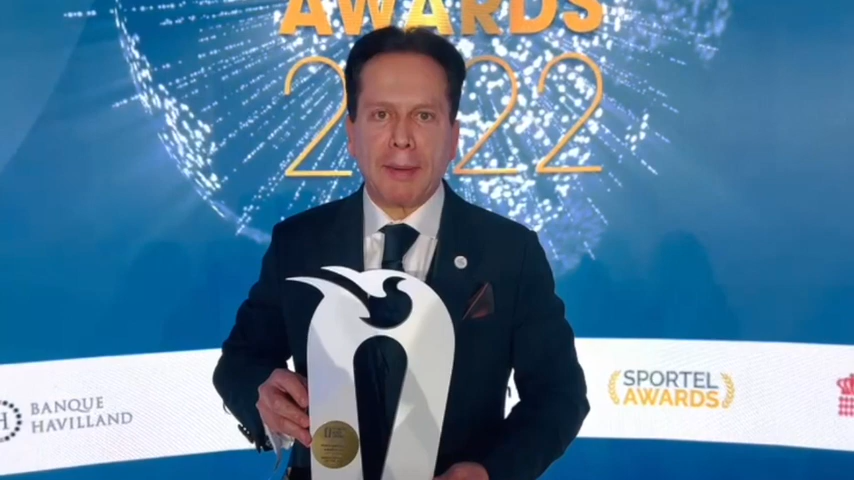 AWARDS
2022
H
BANQUE
HAVILLAND
SPORTEL
AWARDS